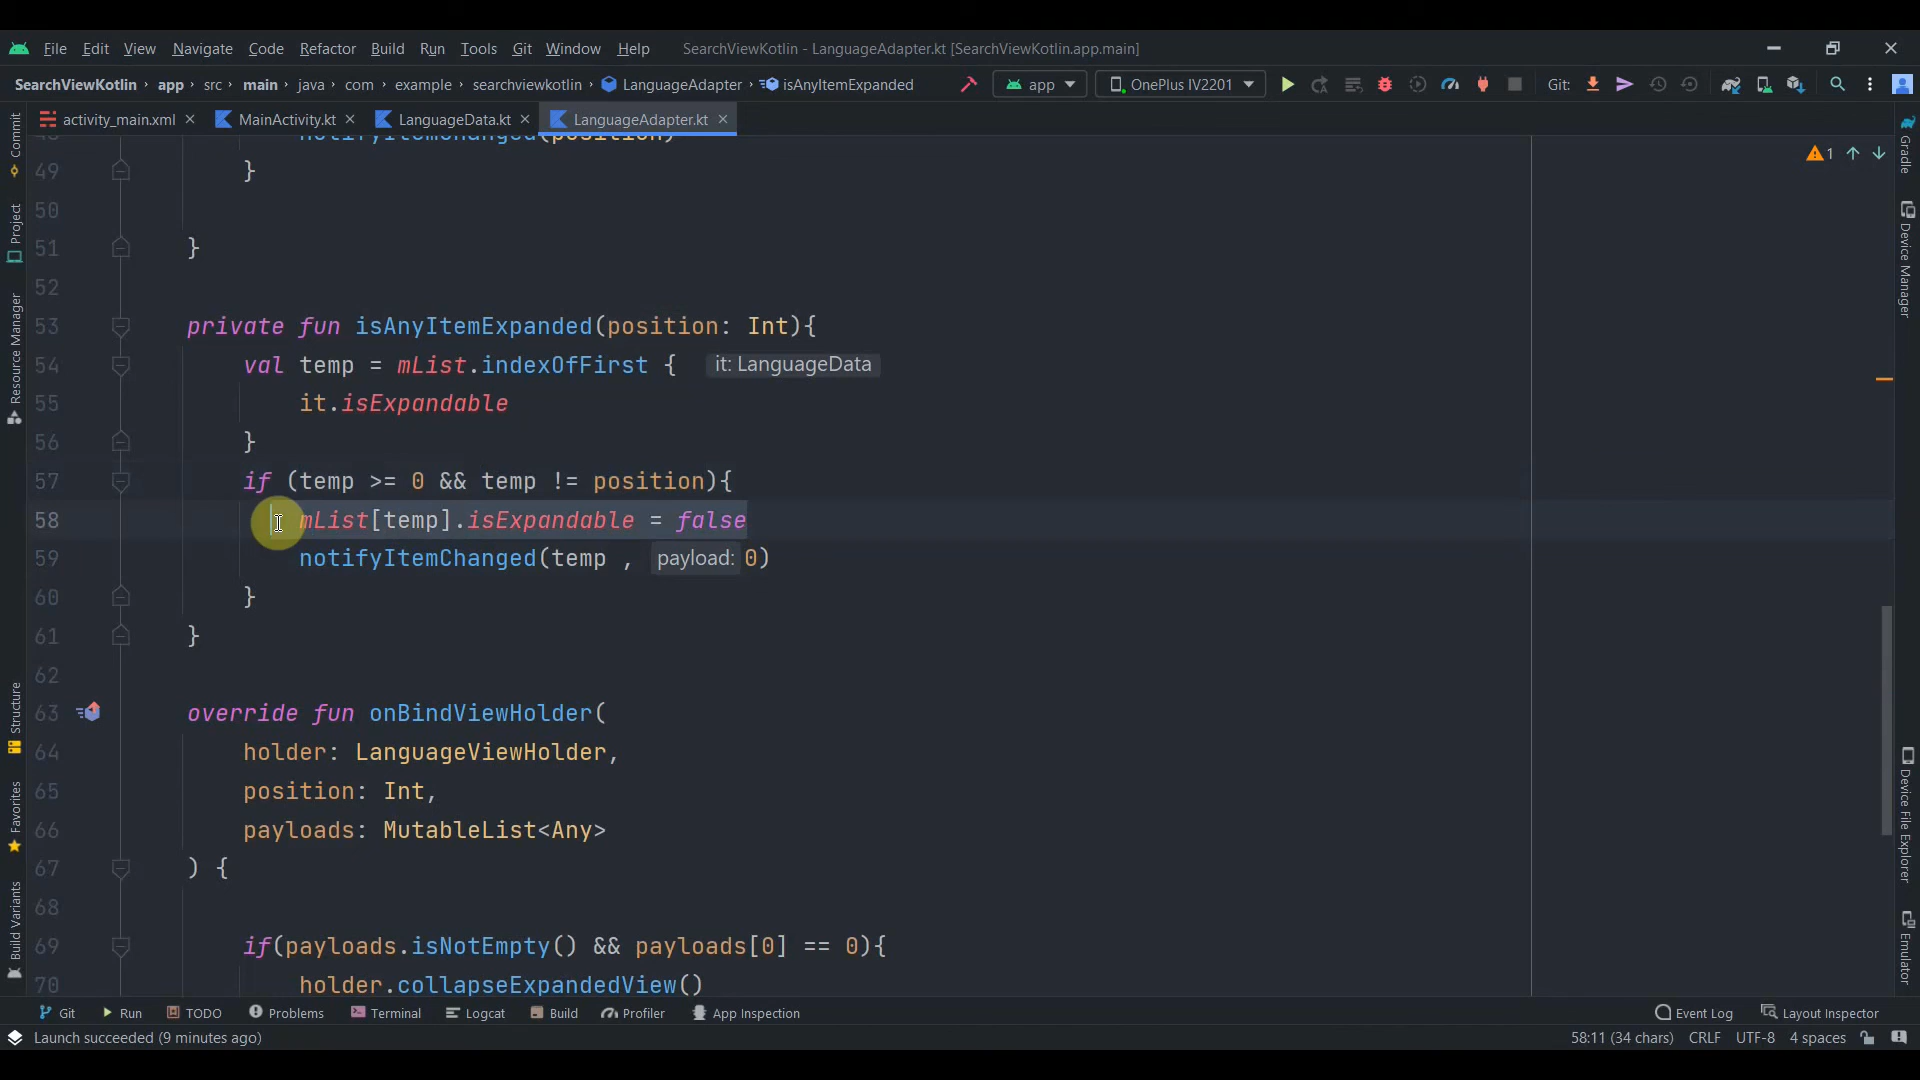 File Edit View Navigate Code Refactor Build Run Tools Git Window Help SearchViewKotlin - LanguageAdapter.kt [SearchViewKotlin.app.main]
SearchViewKotlin › app › src › main › java › com › example › searchviewkotlin › LanguageAdapter › isAnyItemExpanded app OnePlus IV2201 Git:
activity_main.xml MainActivity.kt LanguageData.kt LanguageAdapter.kt
48 notifyItemChanged(position)
49 }
50
51 }
52
53 private fun isAnyItemExpanded(position: Int){
54 val temp = mList.indexOfFirst { it: LanguageData
55 it.isExpandable
56 }
57 if (temp >= 0 && temp != position){
58 mList[temp].isExpandable = false
59 notifyItemChanged(temp , payload: 0)
60 }
61 }
62
63 override fun onBindViewHolder(
64 holder: LanguageViewHolder,
65 position: Int,
66 payloads: MutableList<Any>
67 ) {
68
69 if(payloads.isNotEmpty() && payloads[0] == 0){
70 holder.collapseExpandedView()
1
Commit
Project
Resource Manager
Structure
Favorites
Build Variants
Gradle
Device Manager
Device File Explorer
Emulator
Git Run TODO Problems Terminal Logcat Build Profiler App Inspection Event Log Layout Inspector
Launch succeeded (9 minutes ago) 58:11 (34 chars) CRLF UTF-8 4 spaces